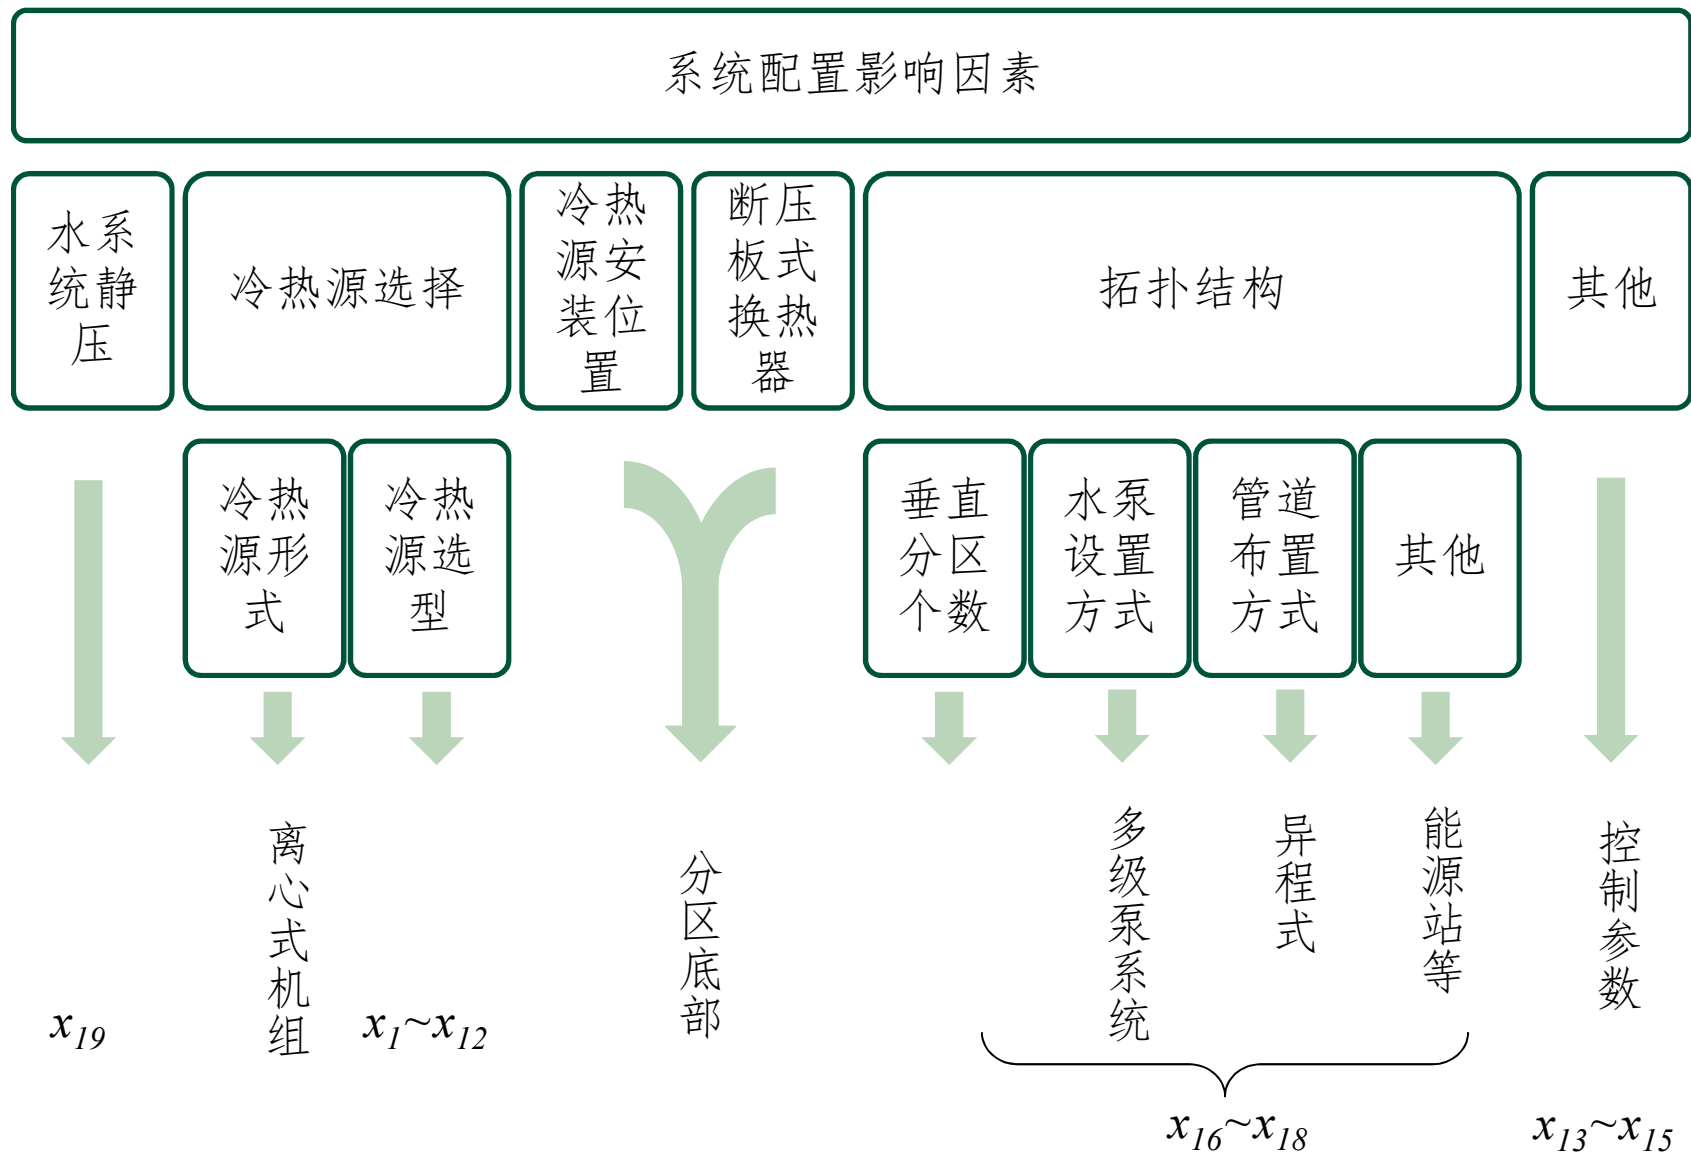 系统配置影响因素
水系
统静
压
冷热源选择
冷热
源安
装位
置
断压
板式
换热
器
拓扑结构
其他
冷热
源形
式
冷热
源选
型
垂直
分区
个数
水泵
设置
方式
管道
布置
方式
其他
x19
离心式机组
x1~x12
分区底部
多级泵系统
异程式
能源站等
控制参数
x16~x18
x13~x15